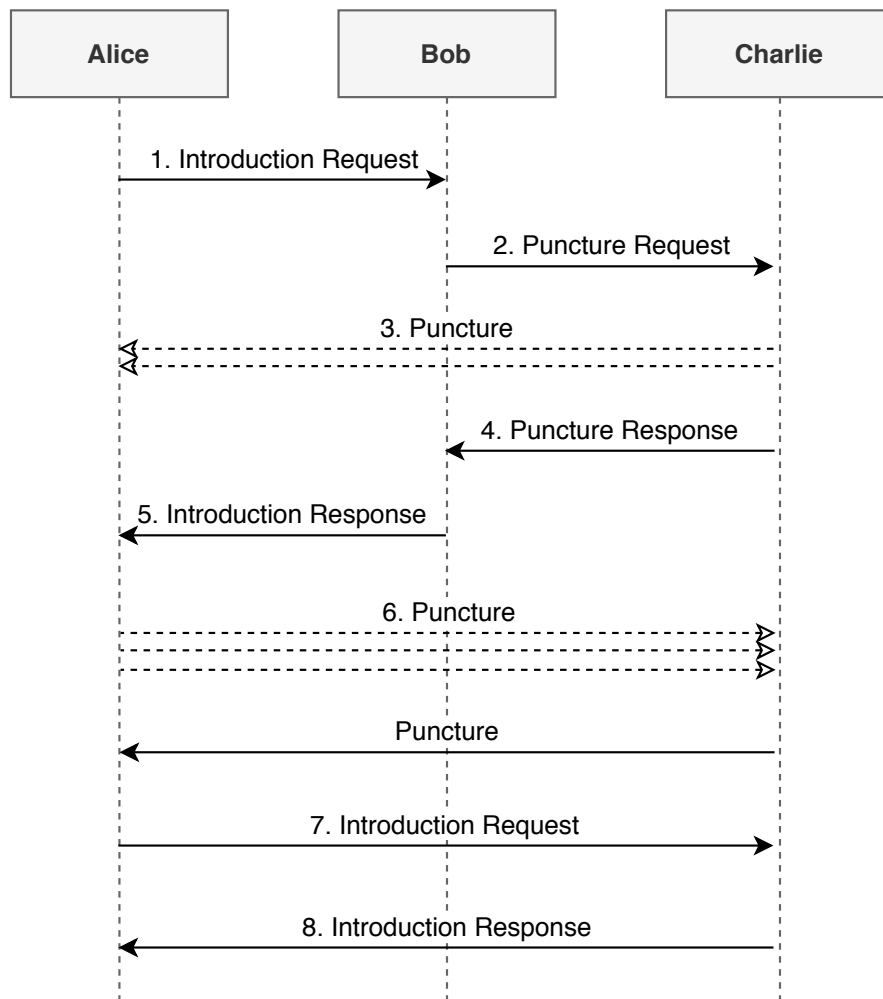 Alice
Bob
Charlie
1. Introduction Request
2. Puncture Request
3. Puncture
4. Puncture Response
5. Introduction Response
6. Puncture
Puncture
7. Introduction Request
8. Introduction Response